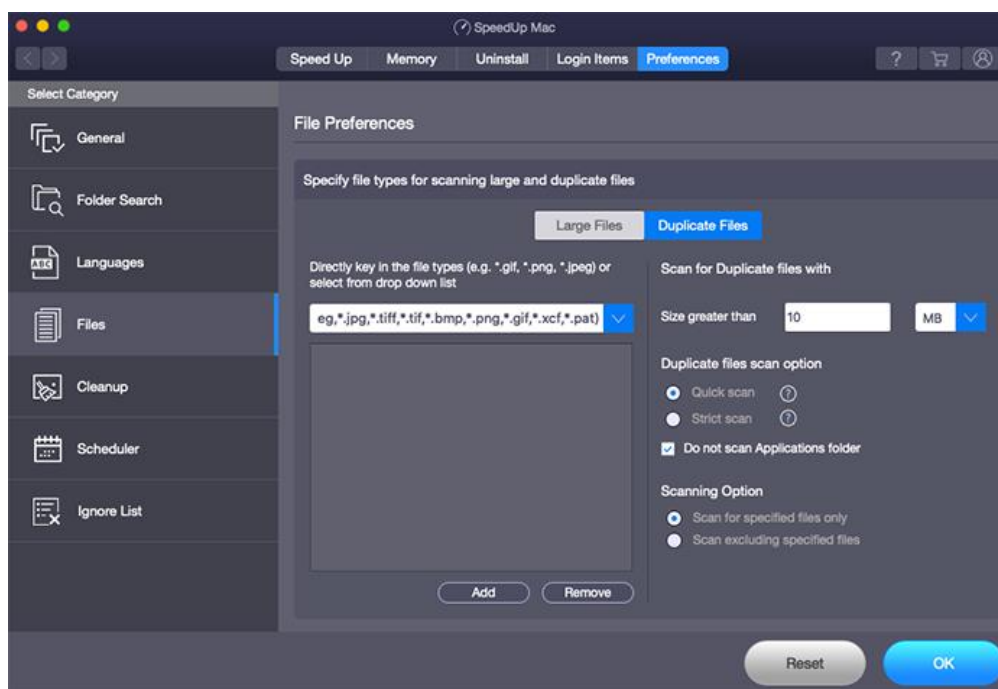 SpeedUp Mac
Speed Up Memory Uninstall Login Items Preferences ?
Select Category
General
Folder Search
ABC
Languages
Files
Cleanup
Scheduler
Ignore List
File Preferences
Specify file types for scanning large and duplicate files
Large Files Duplicate Files
Directly key in the file types (e.g. *.gif, *.png, *.jpeg) or
select from drop down list
eg,*.jpg,*.tiff,*.tif,*.bmp,*.png,*.gif,*.xcf,*.pat)
Add Remove
Scan for Duplicate files with
Size greater than 10 MB
Duplicate files scan option
Quick scan ?
Strict scan ?
Do not scan Applications folder
Scanning Option
Scan for specified files only
Scan excluding specified files
Reset OK